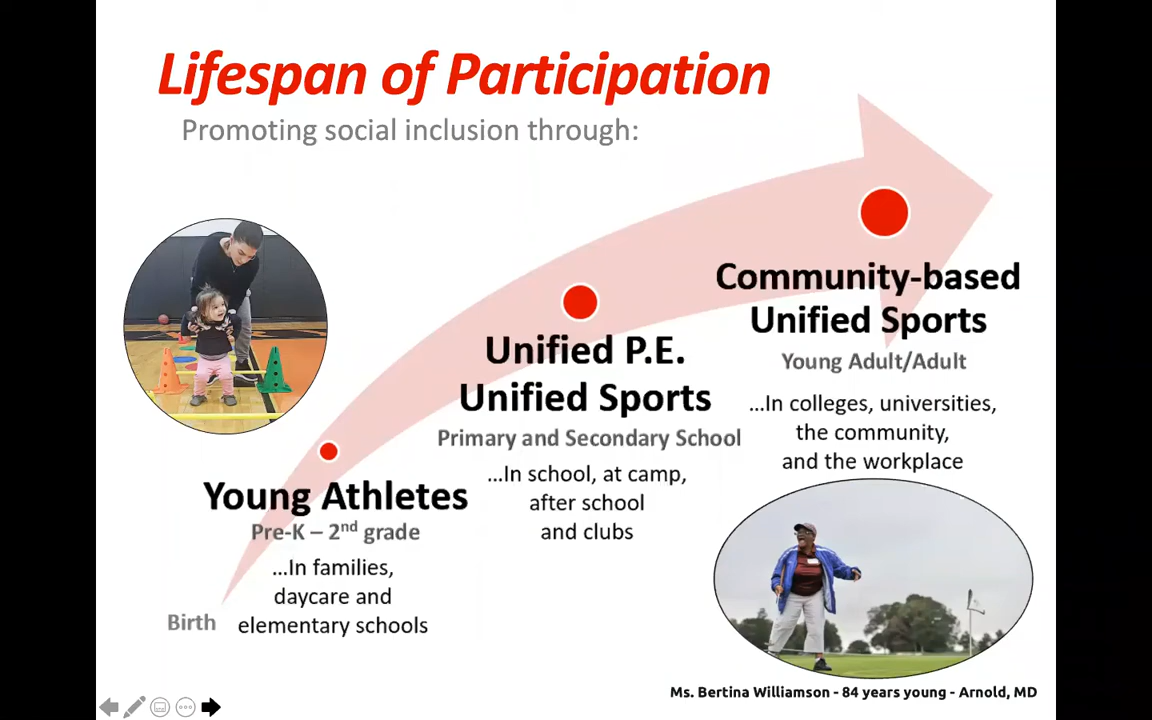 Lifespan of Participation
Promoting social inclusion through:
Young Athletes
Pre-K – 2nd grade
...In families,
daycare and
elementary schools
Birth
Unified P.E.
Unified Sports
Primary and Secondary School
...In school, at camp,
after school
and clubs
Community-based
Unified Sports
Young Adult/Adult
...In colleges, universities,
the community,
and the workplace
Ms. Bertina Williamson - 84 years young - Arnold, MD